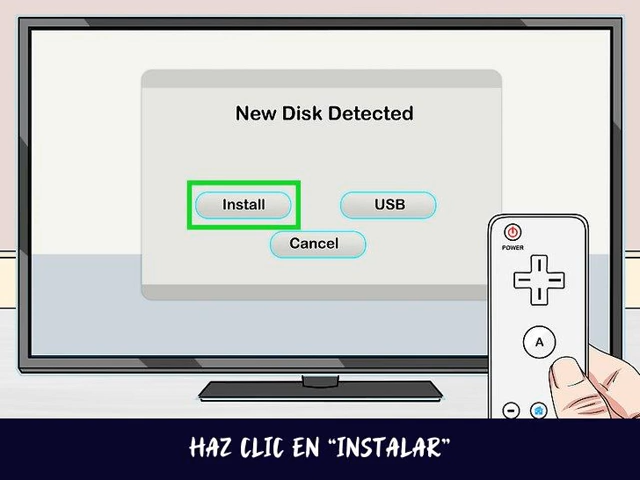 New Disk Detected
Install
USB
Cancel
POWER
A
HAZ CLIC EN “INSTALAR”